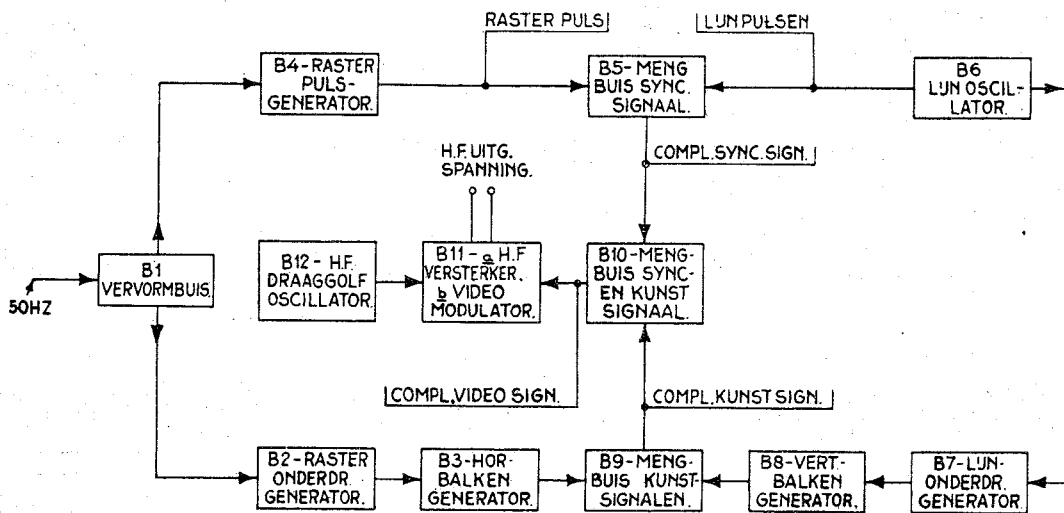 RASTER PULS
LIJNPULSEN
B4-RASTER
PULS-
GENERATOR.
B5-MENG
BUIS SYNC.
SIGNAAL.
B6
LIJN OSCIL-
LATOR.
H.F. UITG.
SPANNING.
COMPL. SYNC. SIGN.
B1
VERVORMBUIS.
50HZ
B12- H.F.
DRAAGGOLF
OSCILLATOR.
B11- a H.F
VERSTERKER.
b VIDEO
MODULATOR.
B10-MENG-
BUIS SYNC-
EN KUNST
SIGNAAL.
COMPL. VIDEO SIGN.
COMPL. KUNST SIGN.
B2-RASTER
ONDERDR.
GENERATOR.
B3-HOR-
BALKEN
GENERATOR.
B9-MENG-
BUIS KUNST-
SIGNALEN.
B8-VERT.-
BALKEN
GENERATOR.
B7-LIJN-
ONDERDR.
GENERATOR.